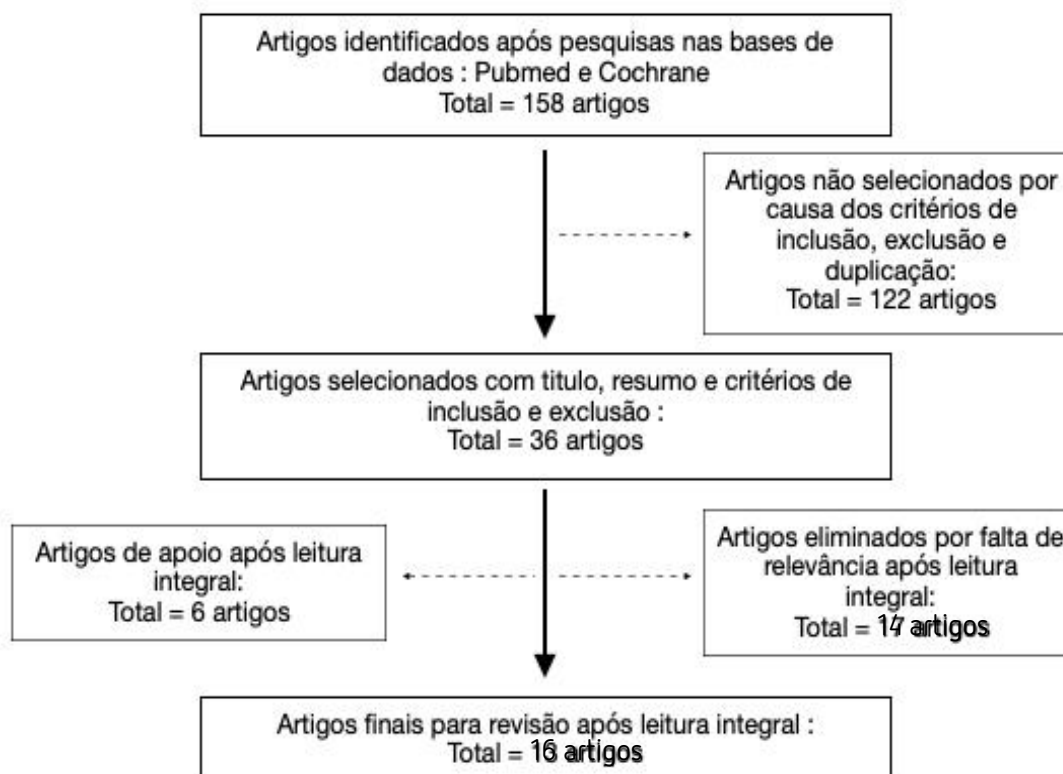 Artigos identificados após pesquisas nas bases de
dados : Pubmed e Cochrane
Total = 158 artigos
Artigos não selecionados por
causa dos critérios de
inclusão, exclusão e
duplicação:
Total = 122 artigos
Artigos selecionados com titulo, resumo e critérios de
inclusão e exclusão :
Total = 36 artigos
Artigos de apoio após leitura
integral:
Total = 6 artigos
Artigos eliminados por falta de
relevância após leitura
integral:
Total = artigos
Artigos finais para revisão após leitura integral :
Total = artigos